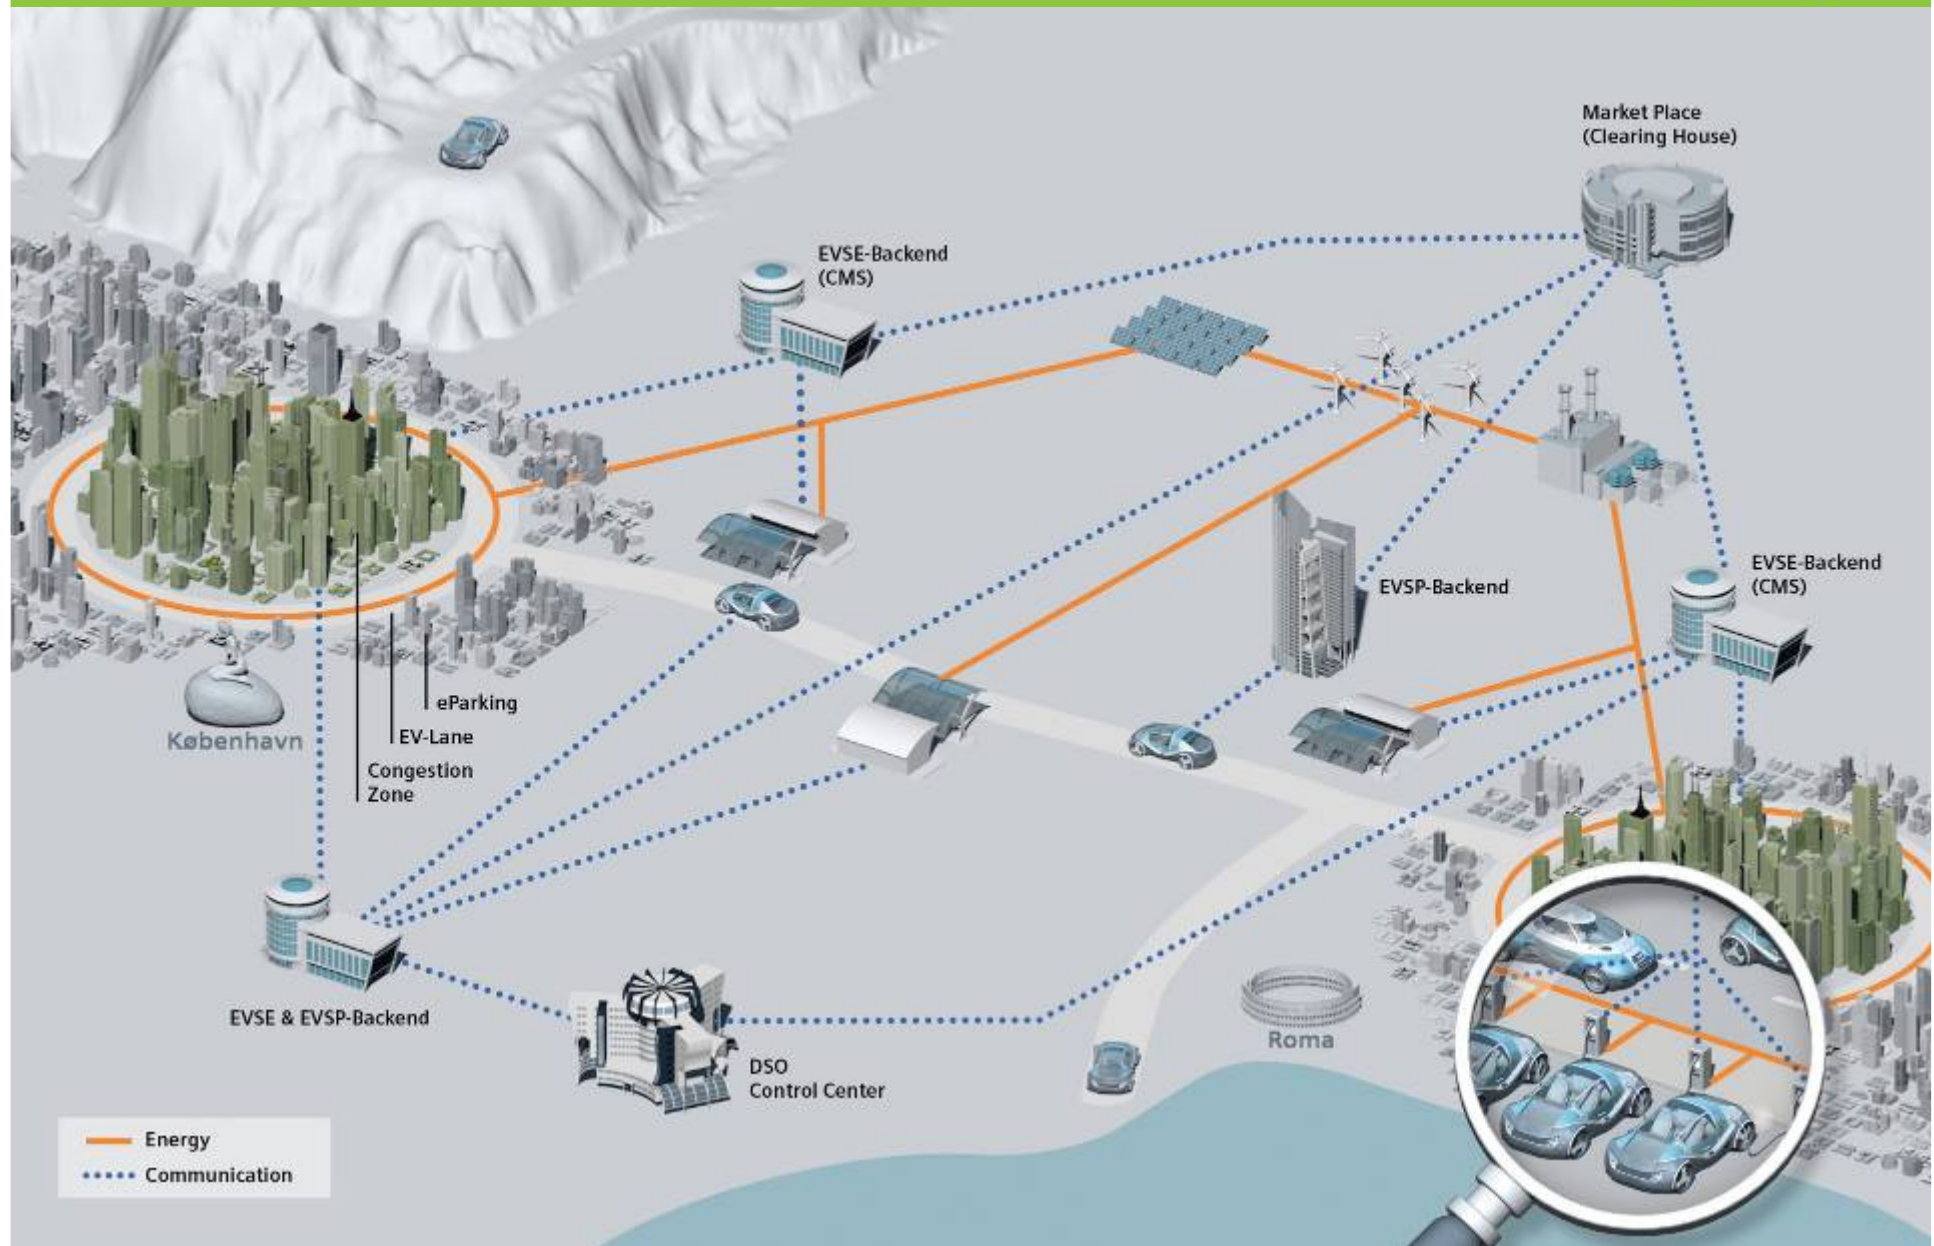 Market Place
(Clearing House)
EVSE-Backend
(CMS)
EVSE-Backend
(CMS)
EVSP-Backend
eParking
København
EV-Lane
Congestion
Zone
EVSE & EVSP-Backend
Roma
DSO
Control Center
Energy
Communication